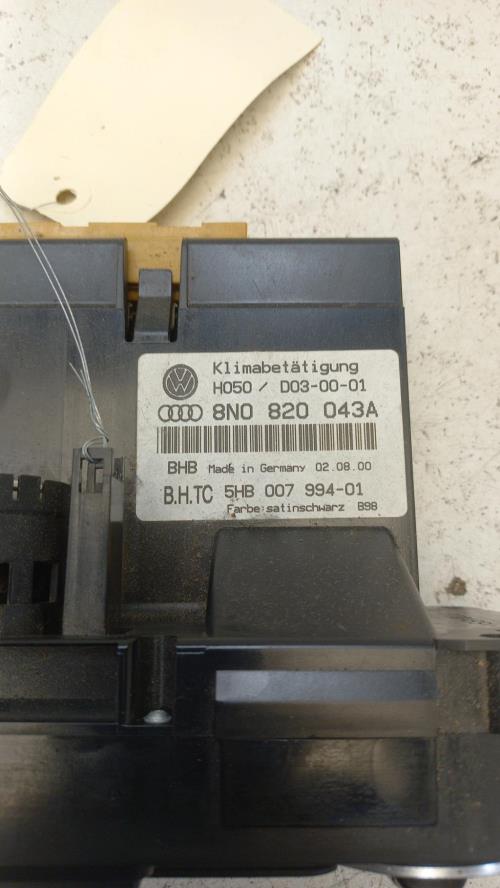 Klimabetätigung
H050 / D03-00-01
8N0 820 043A
BHB Made in Germany 02.08.00
B.H.TC 5HB 007 994-01
Farbe:satinschwarz B98